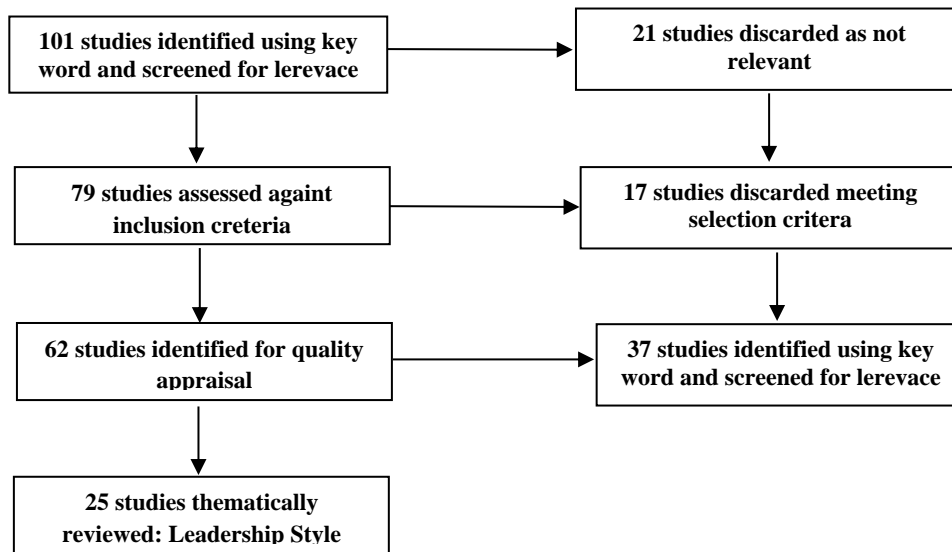 101 studies identified using key
word and screened for lerevace
21 studies discarded as not
relevant
79 studies assessed againt
inclusion creteria
17 studies discarded meeting
selection critera
62 studies identified for quality
appraisal
37 studies identified using key
word and screened for lerevace
25 studies thematically
reviewed: Leadership Style